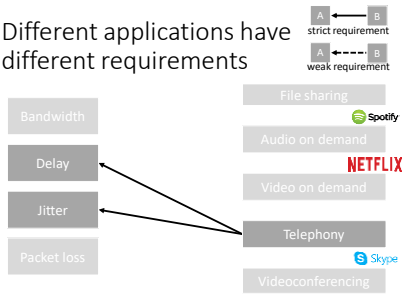 Different applications have
different requirements
A B
strict requirement
A B
weak requirement
Bandwidth
Delay
Jitter
Packet loss
File sharing
Spotify
Audio on demand
NETFLIX
Video on demand
Telephony
Skype
Videoconferencing